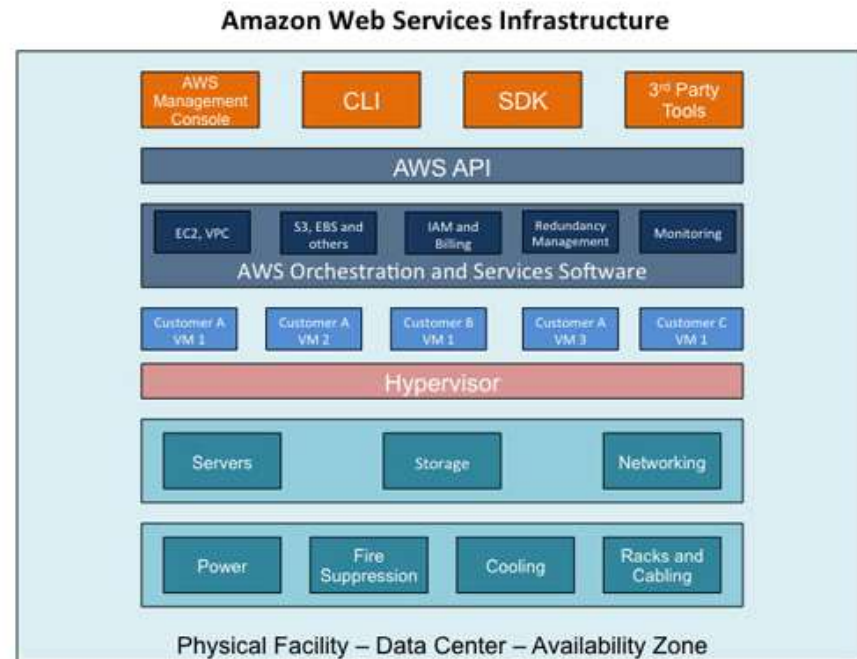 Amazon Web Services Infrastructure
AWS
Management
Console
CLI
SDK
3rd Party
Tools
AWS API
EC2, VPC
S3, EBS and
others
IAM and
Billing
Redundancy
Management
Monitoring
AWS Orchestration and Services Software
Customer A
VM 1
Customer A
VM 2
Customer B
VM 1
Customer A
VM 3
Customer C
VM 1
Hypervisor
Servers
Storage
Networking
Power
Fire
Suppression
Cooling
Racks and
Cabling
Physical Facility – Data Center – Availability Zone